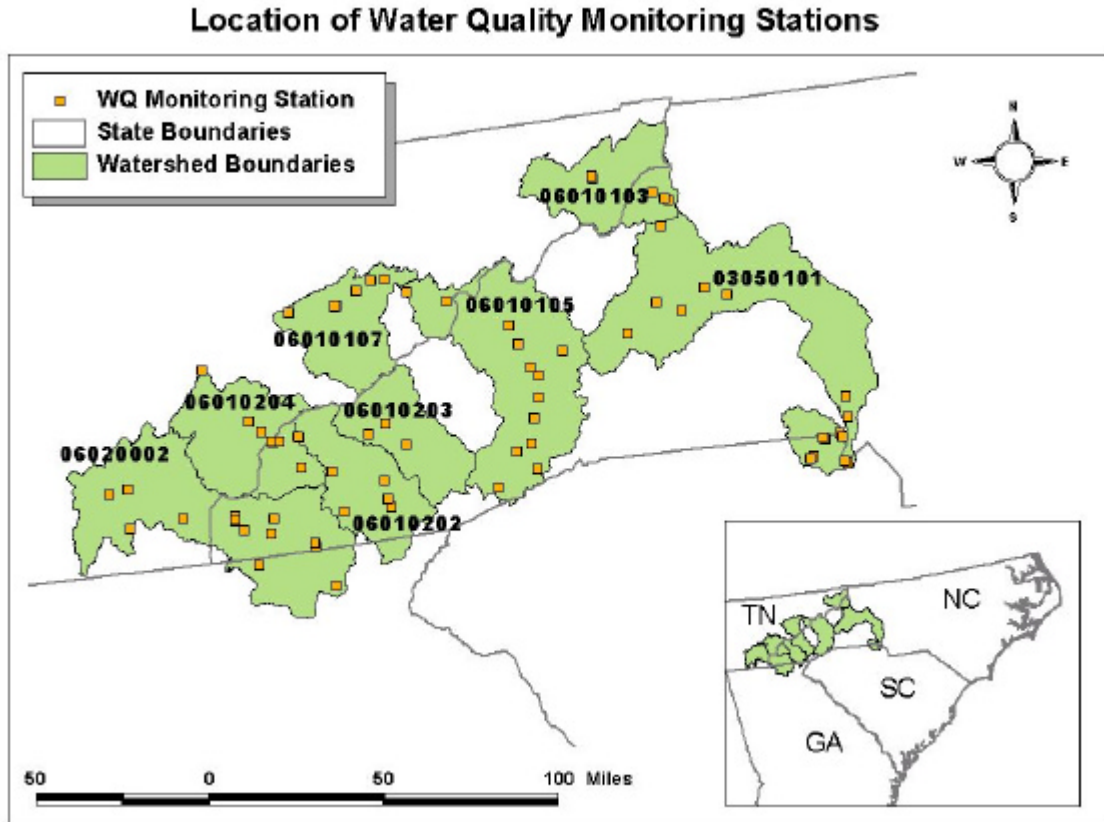 Location of Water Quality Monitoring Stations
WQ Monitoring Station
State Boundaries
Watershed Boundaries
N
W E
S
06010103
03050101
06010105
06010107
06010204
06010203
06020002
06010202
TN
NC
SC
GA
50 0 50 100 Miles